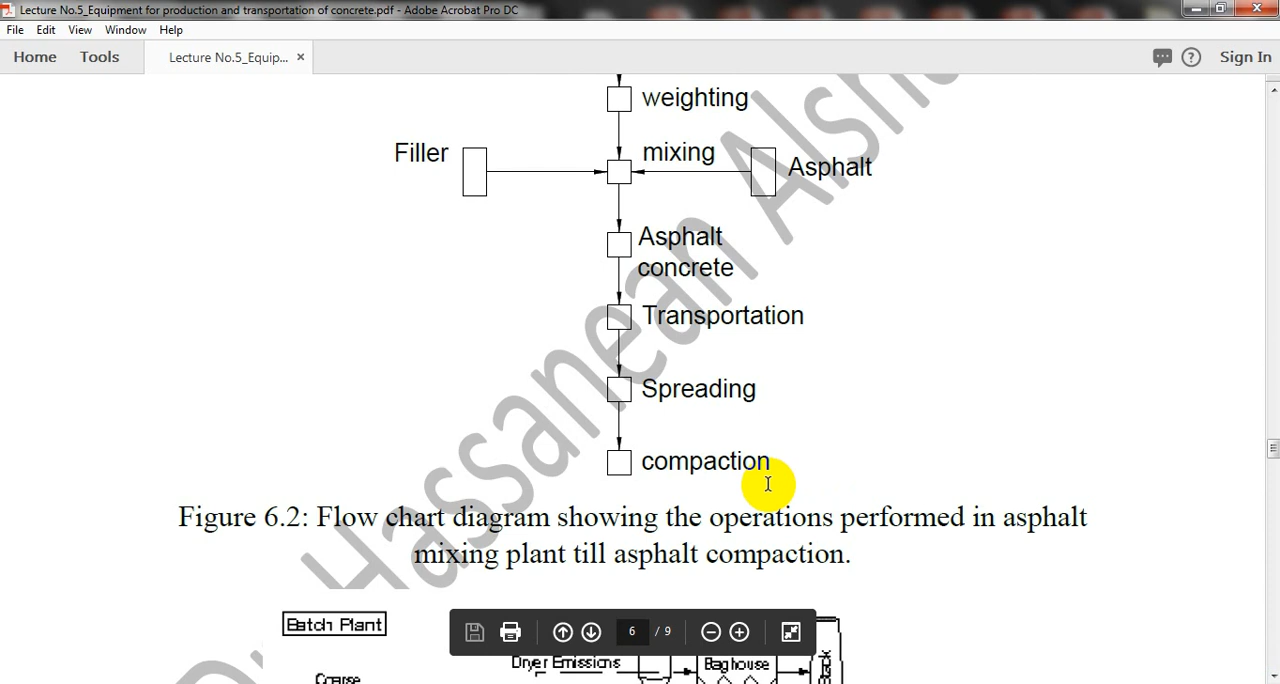 Lecture No.5_Equipment for production and transportation of concrete.pdf - Adobe Acrobat Pro DC
File Edit View Window Help
Home Tools Lecture No.5_Equip... × Sign In
weighting
Filler mixing Asphalt
Asphalt
concrete
Transportation
Spreading
compaction
Figure 6.2: Flow chart diagram showing the operations performed in asphalt
mixing plant till asphalt compaction.
Batch Plant
6 / 9
Dryer Emissions Baghouse Stack
Coarse
Hassanean Alsh